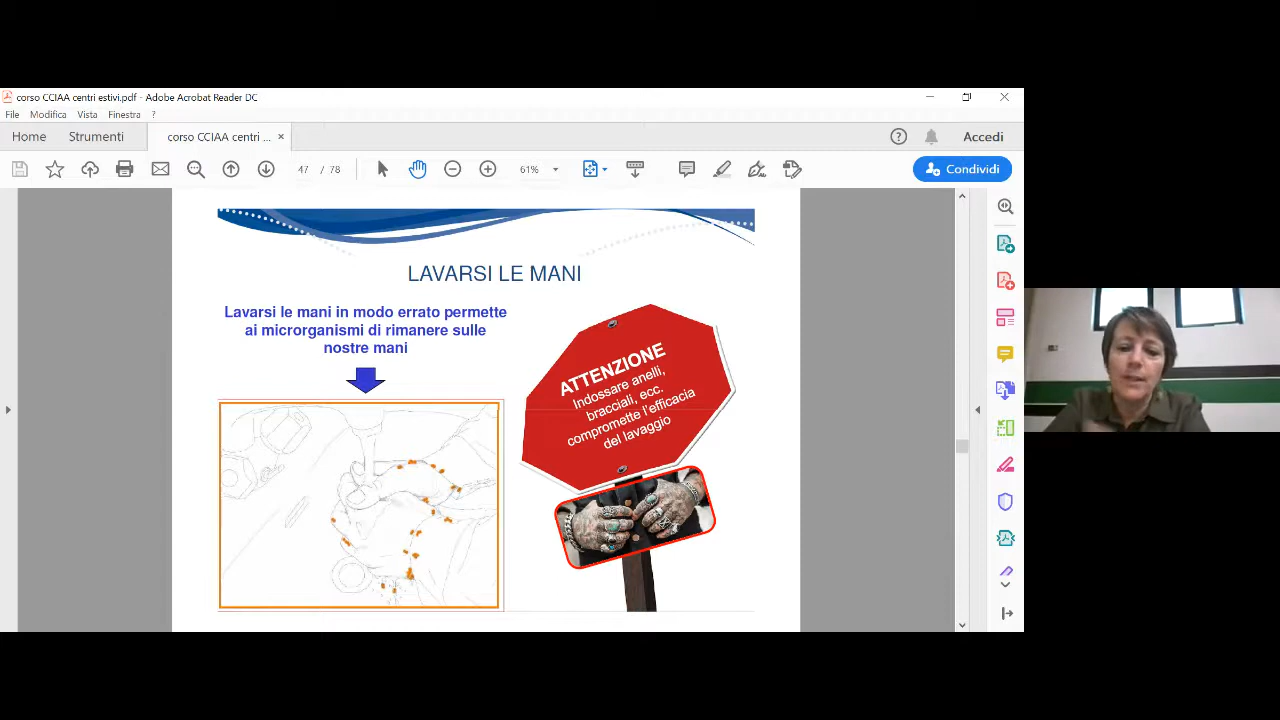 corso CCIAA centri estivi.pdf - Adobe Acrobat Reader DC
File Modifica Vista Finestra ?
Home Strumenti corso CCIAA centri ... × Accedi
47 / 78 61% Condividi
LAVARSI LE MANI
Lavarsi le mani in modo errato permette
ai microrganismi di rimanere sulle
nostre mani
ATTENZIONE
Indossare anelli,
bracciali, ecc.
compromette l'efficacia
del lavaggio